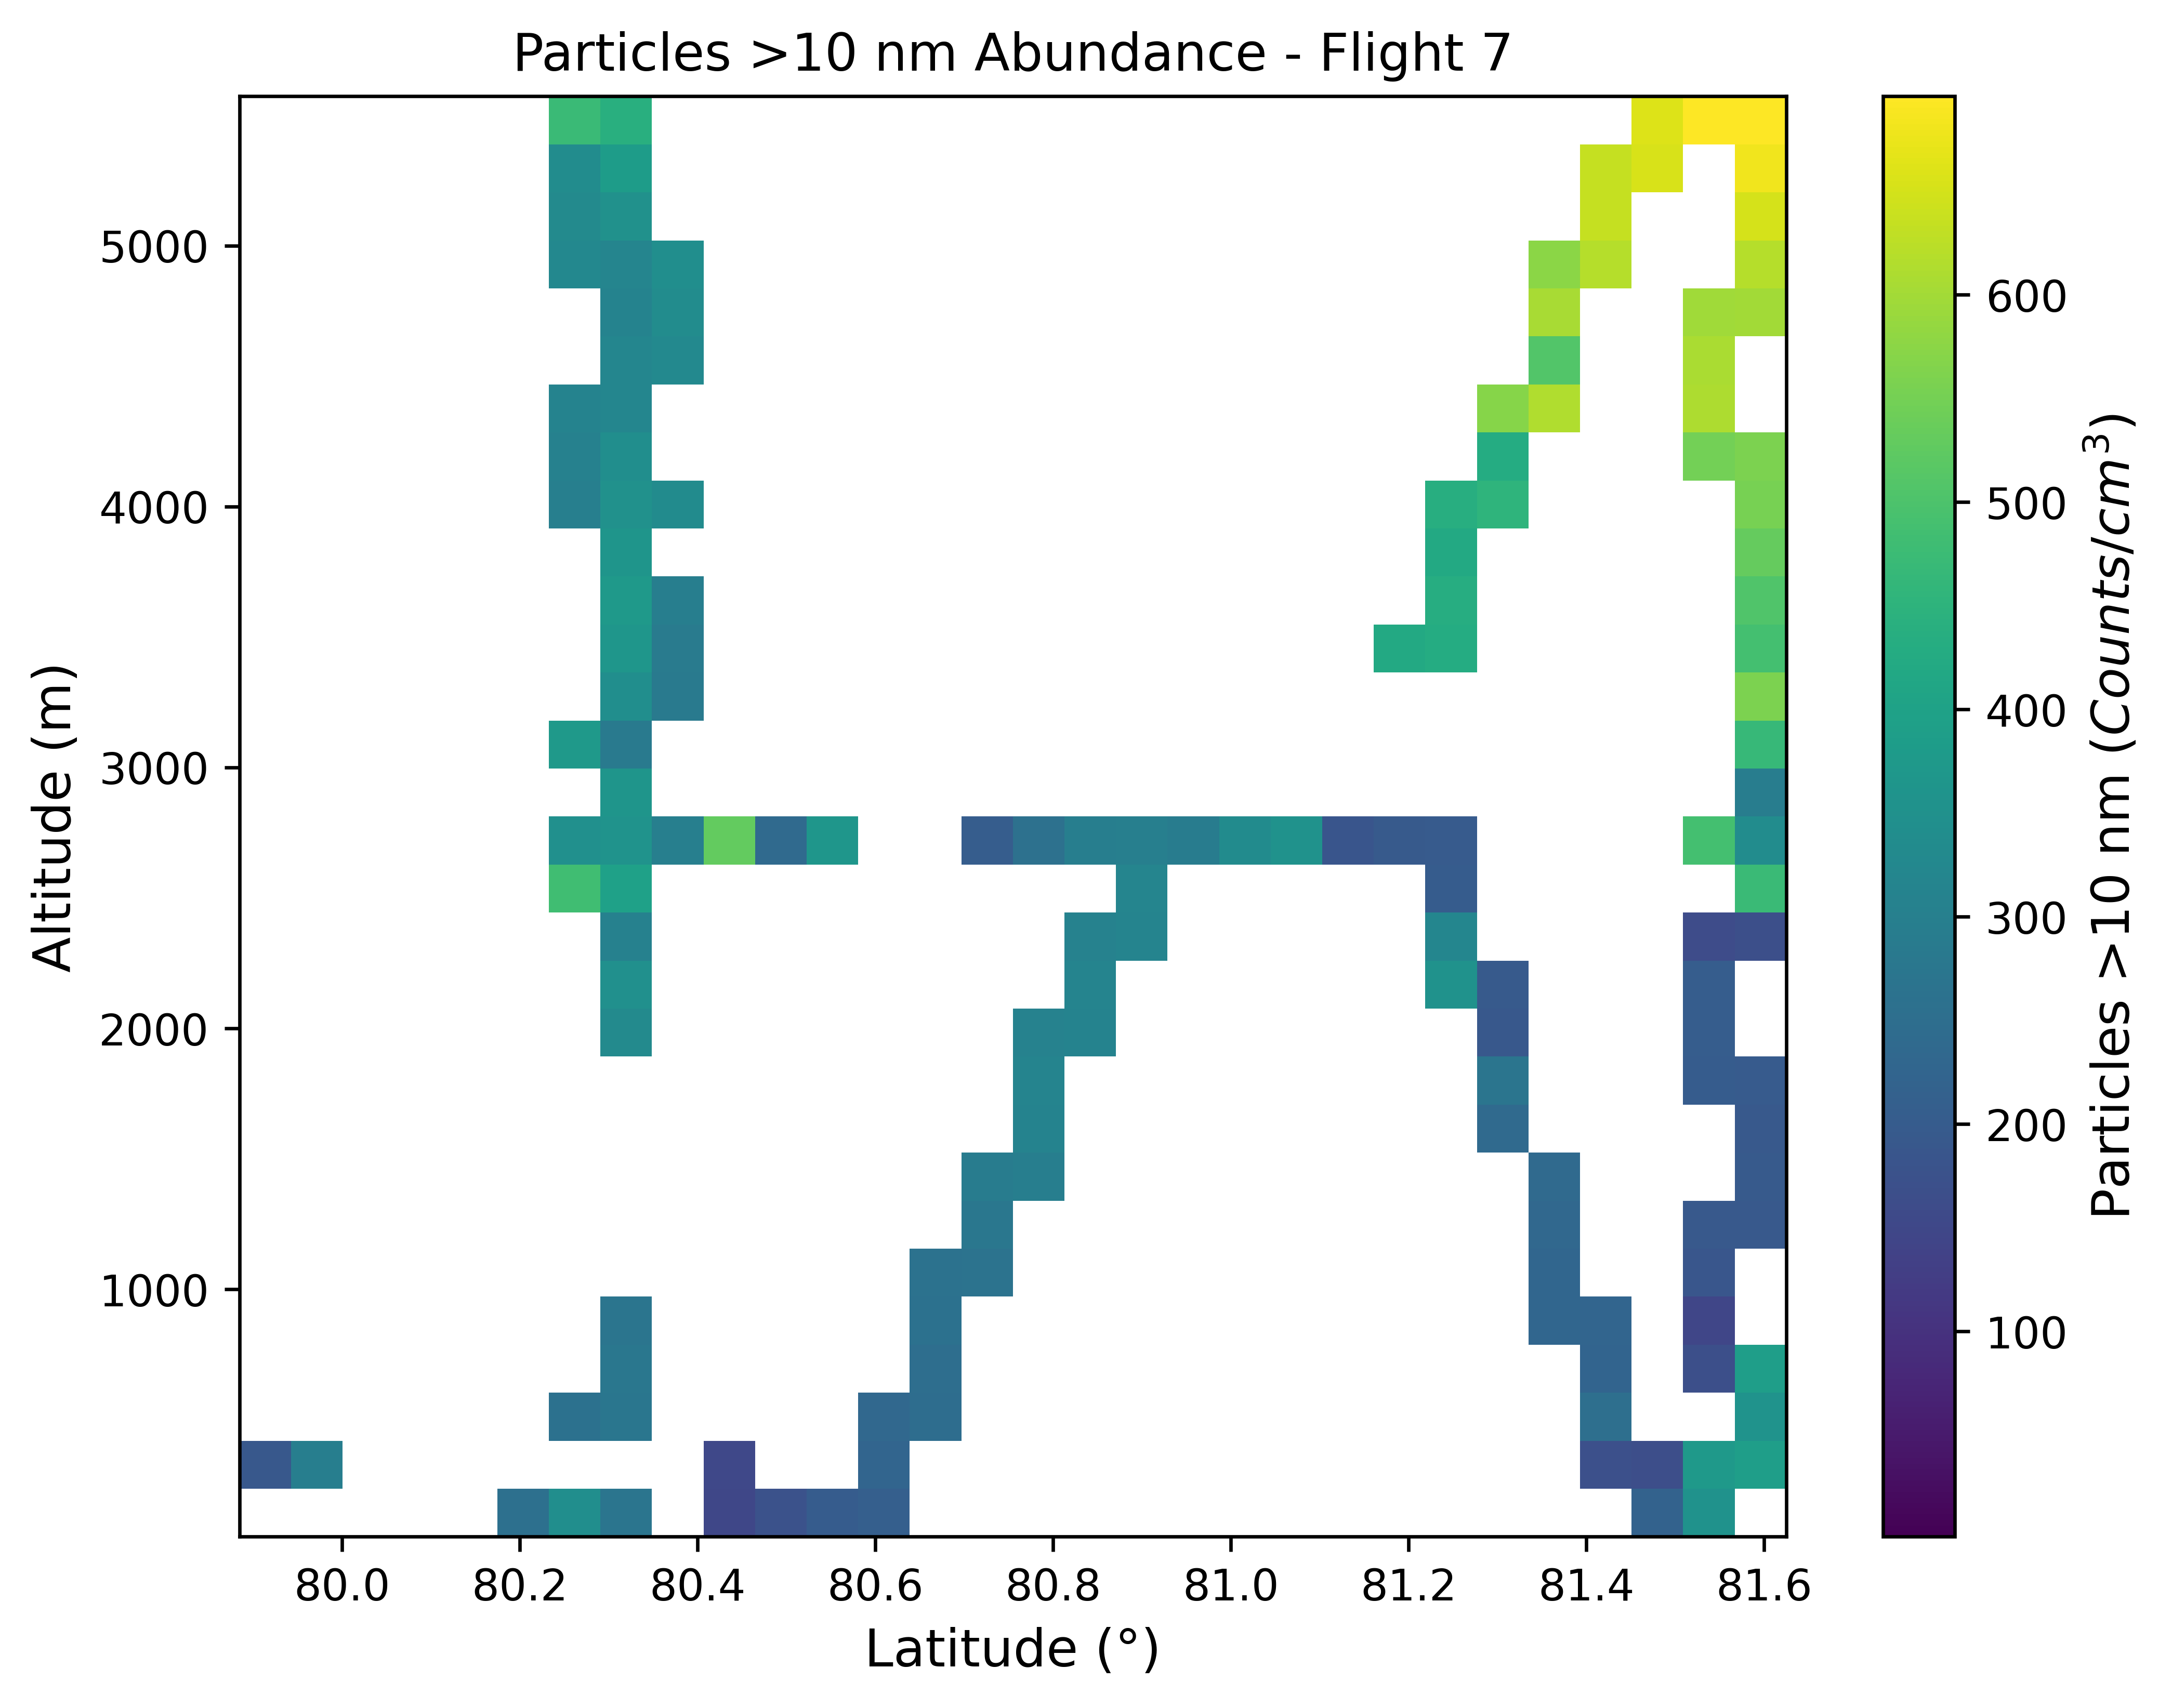 Particles >10 nm Abundance - Flight 7
Altitude (m)
5000
4000
3000
2000
1000
80.0 80.2 80.4 80.6 80.8 81.0 81.2 81.4 81.6
Latitude (°)
600
500
400
300
200
100
Particles >10 nm (Counts/cm³)